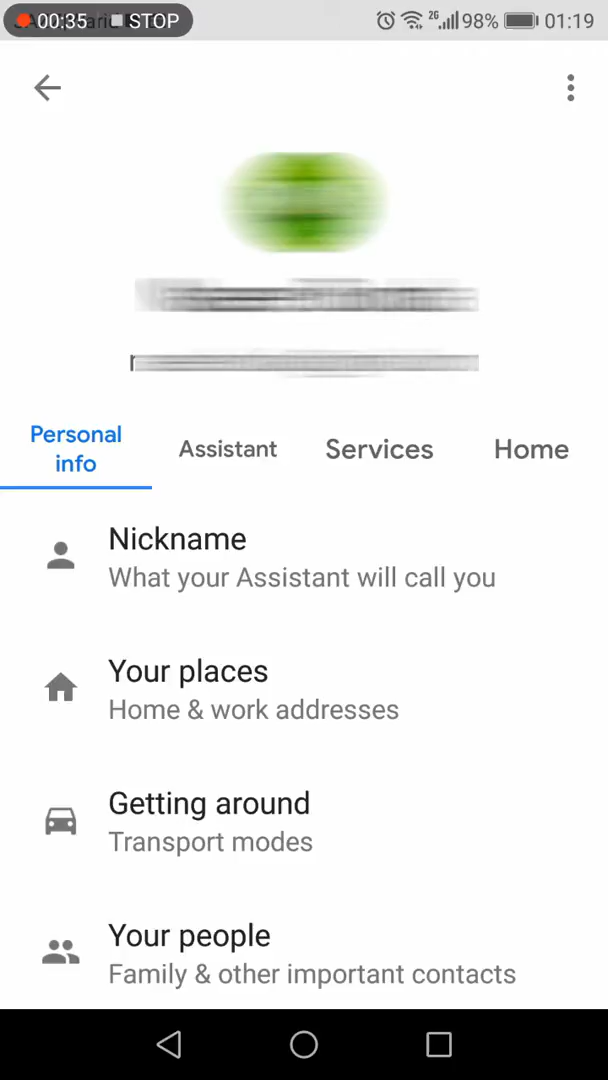 00:35 STOP 2G 98% 01:19
Personal info
Assistant
Services
Home
Nickname
What your Assistant will call you
Your places
Home & work addresses
Getting around
Transport modes
Your people
Family & other important contacts